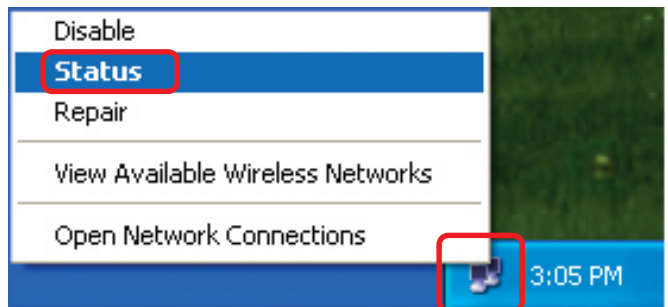 Disable
Status
Repair
View Available Wireless Networks
Open Network Connections
3:05 PM